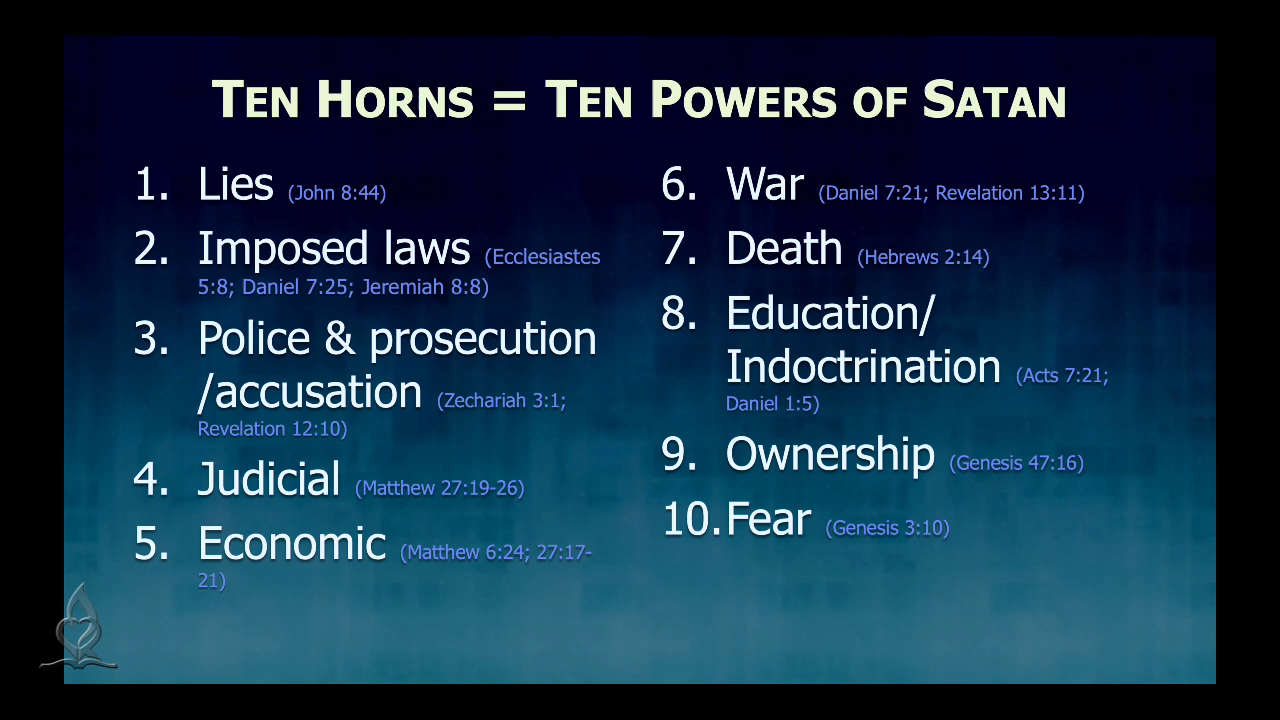 TEN HORNS = TEN POWERS OF SATAN
1. Lies (John 8:44)
2. Imposed laws (Ecclesiastes
5:8; Daniel 7:25; Jeremiah 8:8)
3. Police & prosecution
/accusation (Zechariah 3:1;
Revelation 12:10)
4. Judicial (Matthew 27:19-26)
5. Economic (Matthew 6:24; 27:17-
21)
6. War (Daniel 7:21; Revelation 13:11)
7. Death (Hebrews 2:14)
8. Education/
Indoctrination (Acts 7:21;
Daniel 1:5)
9. Ownership (Genesis 47:16)
10. Fear (Genesis 3:10)